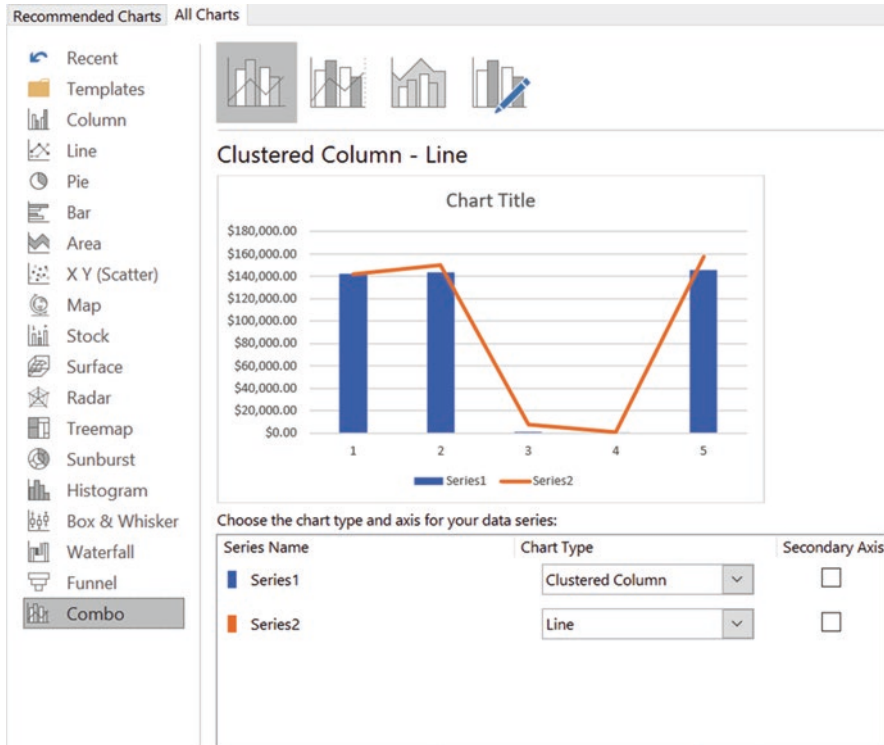 Recommended Charts
All Charts
Recent
Templates
Column
Line
Pie
Bar
Area
X Y (Scatter)
Map
Stock
Surface
Radar
Treemap
Sunburst
Histogram
Box & Whisker
Waterfall
Funnel
Combo
Clustered Column - Line
Chart Title
$180,000.00
$160,000.00
$140,000.00
$120,000.00
$100,000.00
$80,000.00
$60,000.00
$40,000.00
$20,000.00
$0.00
1 2 3 4 5
Series1 Series2
Choose the chart type and axis for your data series:
Series Name Chart Type Secondary Axis
Series1 Clustered Column
Series2 Line